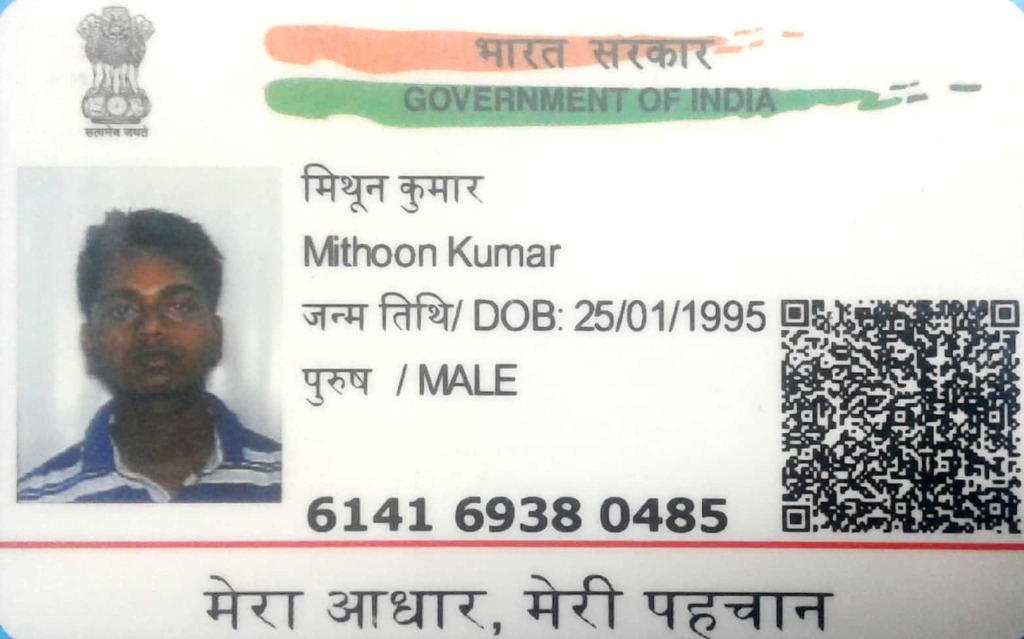 भारत सरकार
GOVERNMENT OF INDIA
सत्यमेव जयते
मिथून कुमार
Mithoon Kumar
जन्म तिथि/ DOB: 25/01/1995
पुरुष / MALE
6141 6938 0485
मेरा आधार, मेरी पहचान